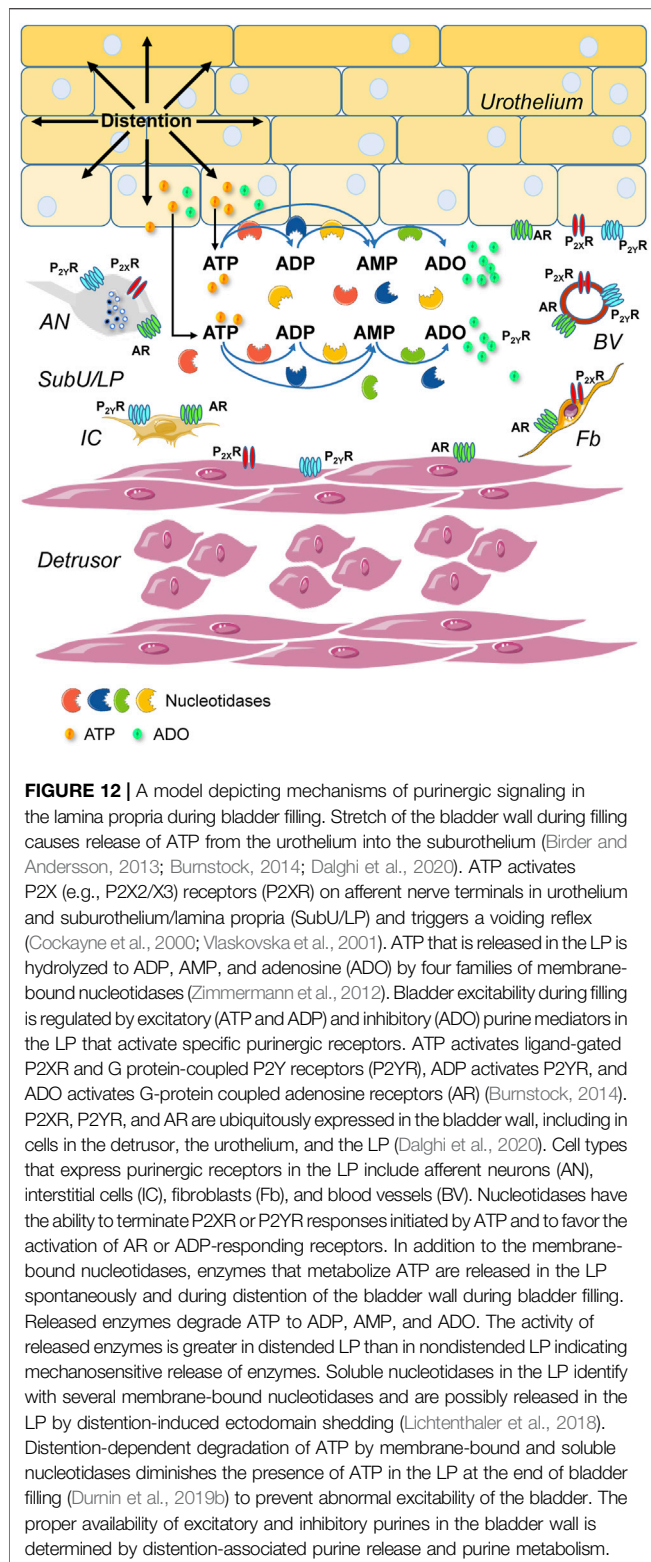 Urothelium
Distention
AR
P2XR
P2YR
ATP ADP AMP ADO
P2YR
P2XR
AN
AR
P2XR
AR
P2YR
BV
ATP ADP AMP ADO
P2YR
SubU/LP
P2YR
AR
IC
P2XR
AR
Fb
P2XR
P2YR
AR
Detrusor
Nucleotidases
ATP
ADO
FIGURE 12 | A model depicting mechanisms of purinergic signaling in
the lamina propria during bladder filling. Stretch of the bladder wall during filling
causes release of ATP from the urothelium into the suburothelium (Birder and
Andersson, 2013; Burnstock, 2014; Dalghi et al., 2020). ATP activates
P2X (e.g., P2X2/X3) receptors (P2XR) on afferent nerve terminals in urothelium
and suburothelium/lamina propria (SubU/LP) and triggers a voiding reflex
(Cockayne et al., 2000; Vlaskovska et al., 2001). ATP that is released in the LP is
hydrolyzed to ADP, AMP, and adenosine (ADO) by four families of membrane-
bound nucleotidases (Zimmermann et al., 2012). Bladder excitability during filling
is regulated by excitatory (ATP and ADP) and inhibitory (ADO) purine mediators in
the LP that activate specific purinergic receptors. ATP activates ligand-gated
P2XR and G protein-coupled P2Y receptors (P2YR), ADP activates P2YR, and
ADO activates G-protein coupled adenosine receptors (AR) (Burnstock, 2014).
P2XR, P2YR, and AR are ubiquitously expressed in the bladder wall, including in
cells in the detrusor, the urothelium, and the LP (Dalghi et al., 2020). Cell types
that express purinergic receptors in the LP include afferent neurons (AN),
interstitial cells (IC), fibroblasts (Fb), and blood vessels (BV). Nucleotidases have
the ability to terminate P2XR or P2YR responses initiated by ATP and to favor the
activation of AR or ADP-responding receptors. In addition to the membrane-
bound nucleotidases, enzymes that metabolize ATP are released in the LP
spontaneously and during distention of the bladder wall during bladder filling.
Released enzymes degrade ATP to ADP, AMP, and ADO. The activity of
released enzymes is greater in distended LP than in nondistended LP indicating
mechanosensitive release of enzymes. Soluble nucleotidases in the LP identify
with several membrane-bound nucleotidases and are possibly released in the
LP by distention-induced ectodomain shedding (Lichtenthaler et al., 2018).
Distention-dependent degradation of ATP by membrane-bound and soluble
nucleotidases diminishes the presence of ATP in the LP at the end of bladder
filling (Durnin et al., 2019b) to prevent abnormal excitability of the bladder. The
proper availability of excitatory and inhibitory purines in the bladder wall is
determined by distention-associated purine release and purine metabolism.